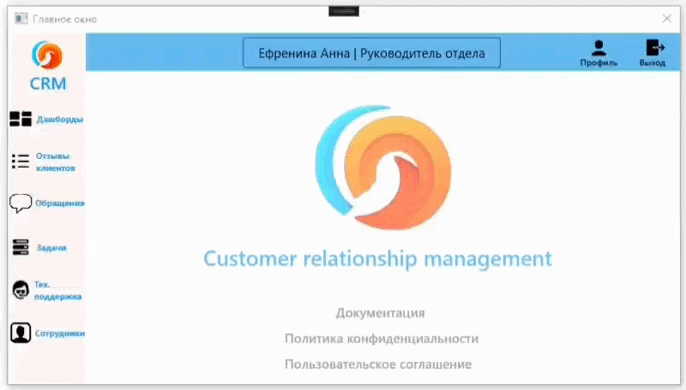 Главное окно
Ефренина Анна | Руководитель отдела
Профиль
Выход
CRM
Дашборды
Отзывы
клиентов
Обращения
Задачи
Тех.
поддержка
Сотрудники
Customer relationship management
Документация
Политика конфиденциальности
Пользовательское соглашение